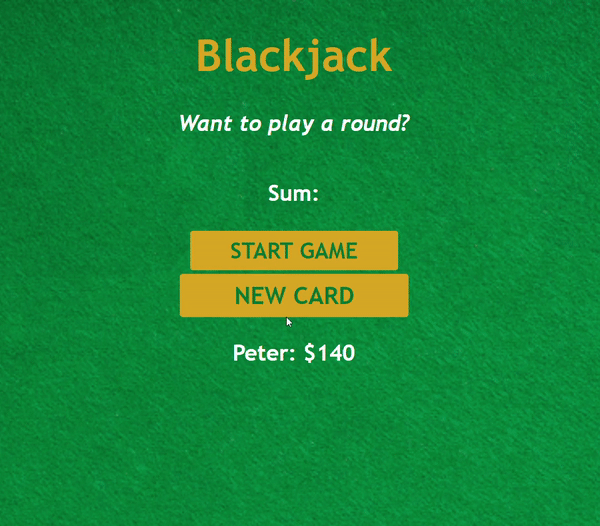 Blackjack
Want to play a round?
Sum:
START GAME
NEW CARD
Peter: $140